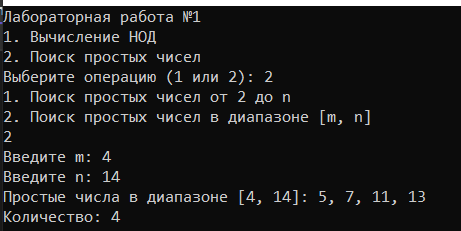 Лабораторная работа №1
1. Вычисление НОД
2. Поиск простых чисел
Выберите операцию (1 или 2): 2
1. Поиск простых чисел от 2 до n
2. Поиск простых чисел в диапазоне [m, n]
2
Введите m: 4
Введите n: 14
Простые числа в диапазоне [4, 14]: 5, 7, 11, 13
Количество: 4